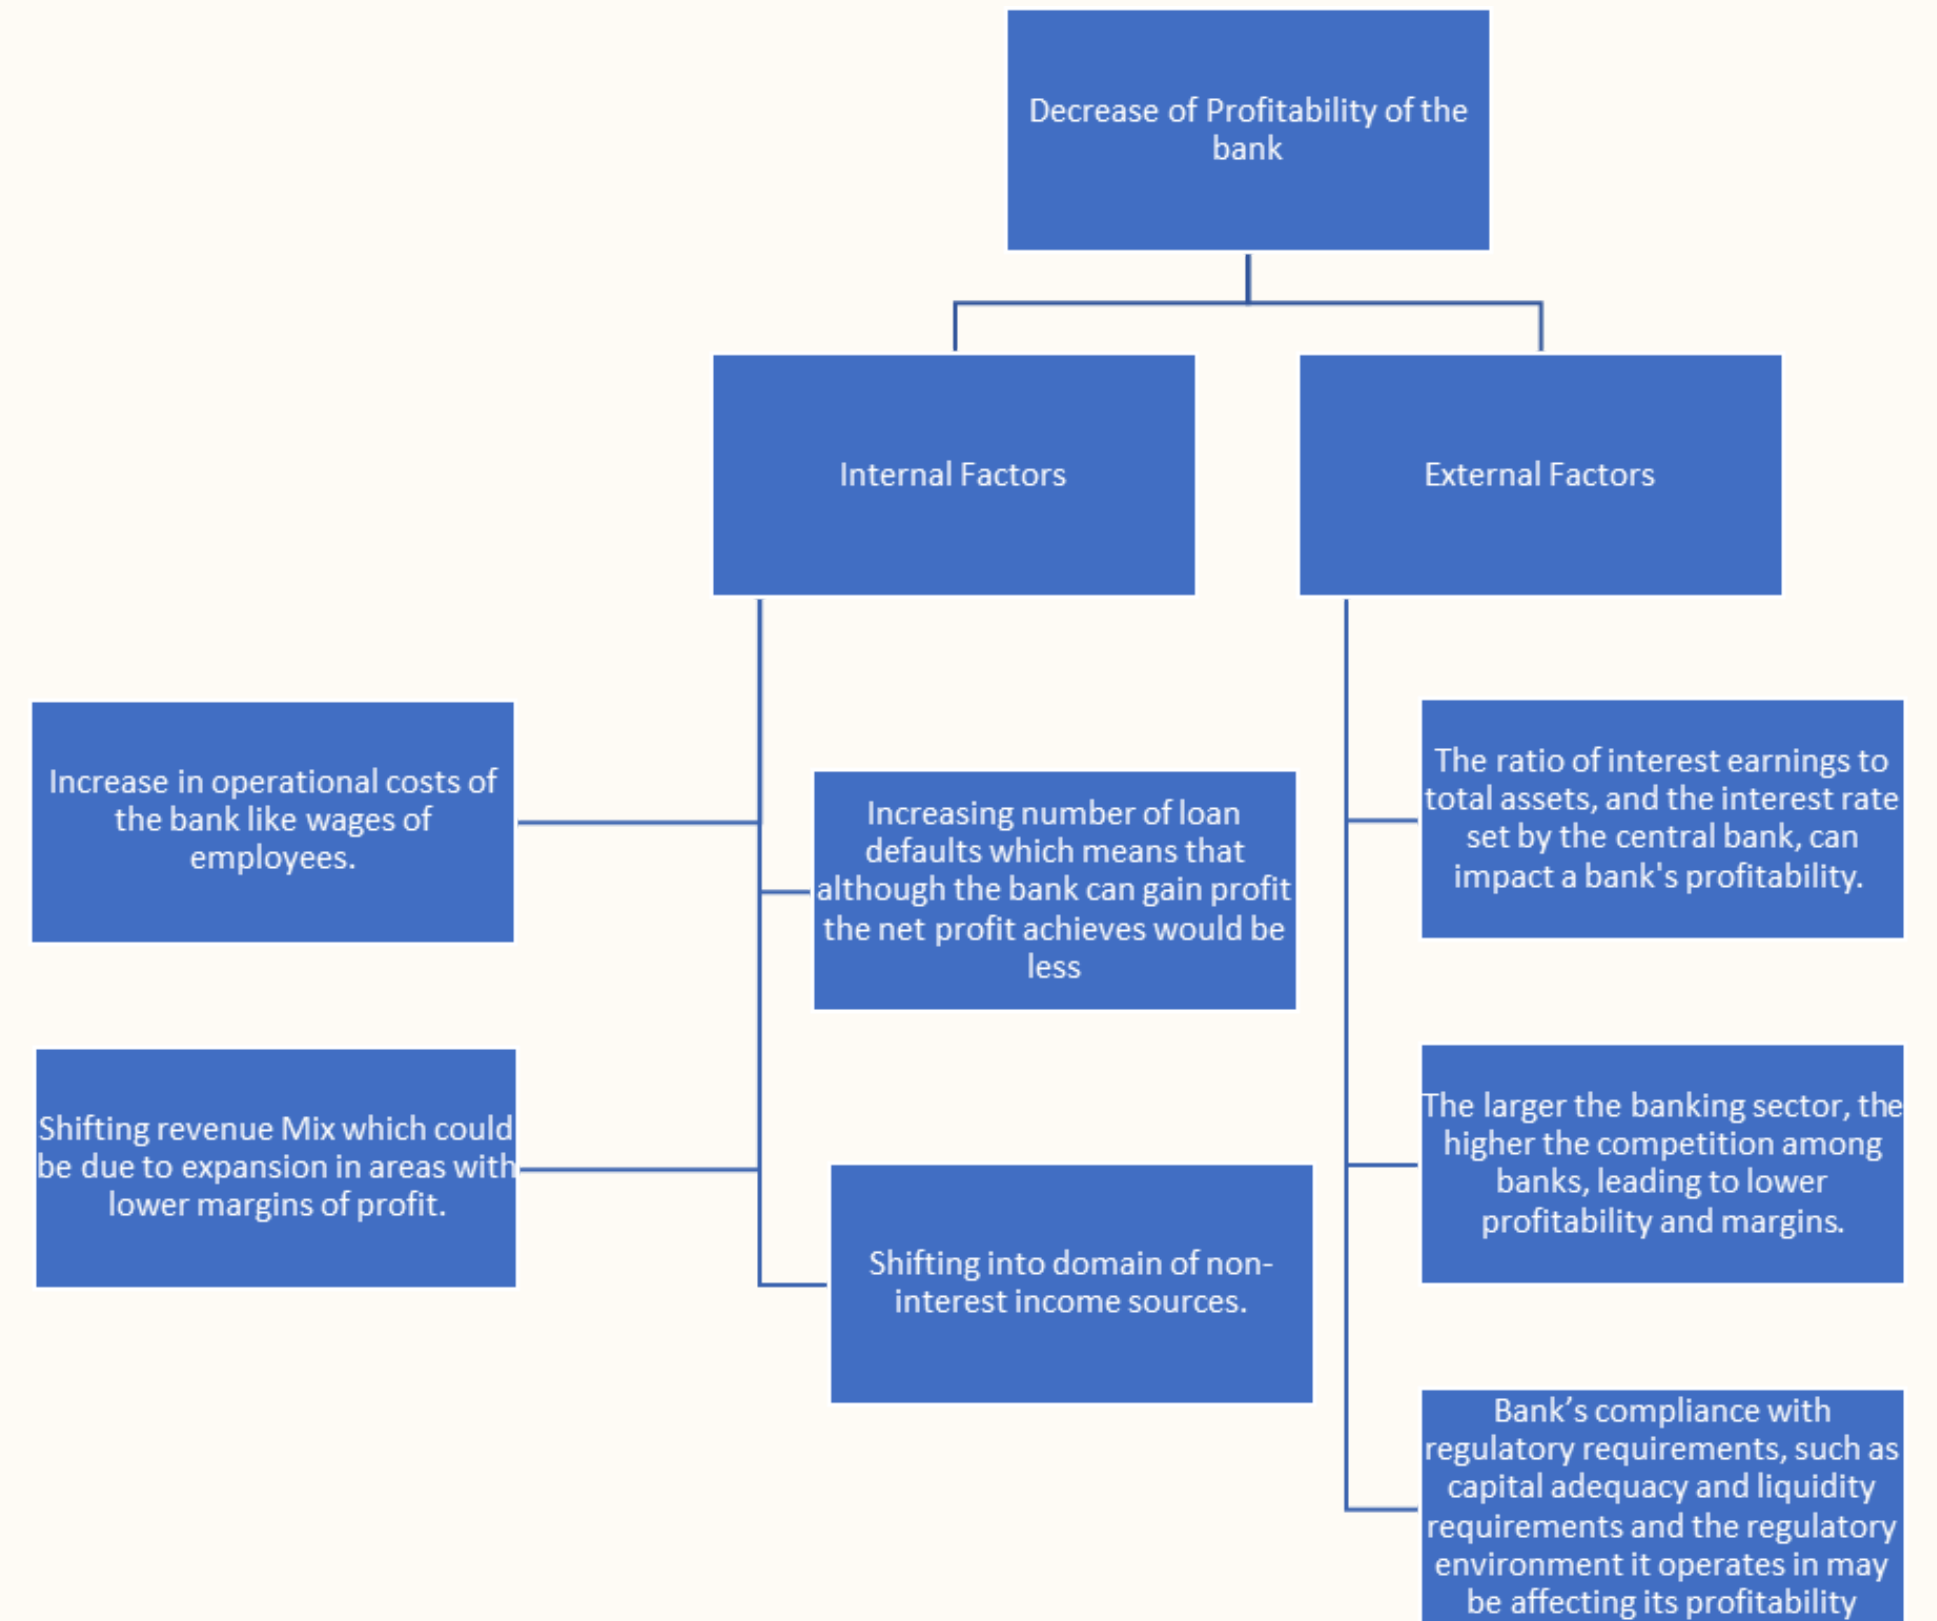 Decrease of Profitability of the
bank
Internal Factors
External Factors
Increase in operational costs of
the bank like wages of
employees.
Increasing number of loan
defaults which means that
although the bank can gain profit
the net profit achieves would be
less
Shifting revenue Mix which could
be due to expansion in areas with
lower margins of profit.
Shifting into domain of non-
interest income sources.
The ratio of interest earnings to
total assets, and the interest rate
set by the central bank, can
impact a bank's profitability.
The larger the banking sector, the
higher the competition among
banks, leading to lower
profitability and margins.
Bank’s compliance with
regulatory requirements, such as
capital adequacy and liquidity
requirements and the regulatory
environment it operates in may
be affecting its profitability